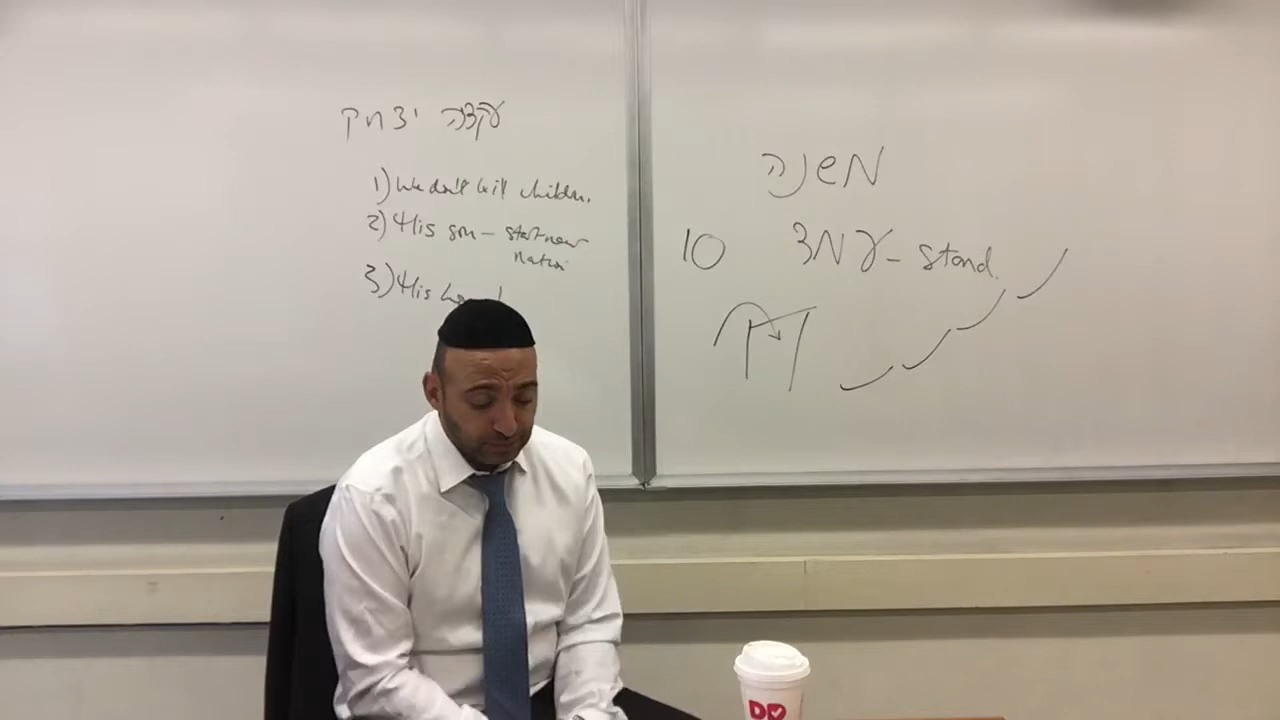 עקדה יצחק
1) We don't kill children.
2) His son – start new
nation
3) His
משנה
10 עמד – stand.
DD